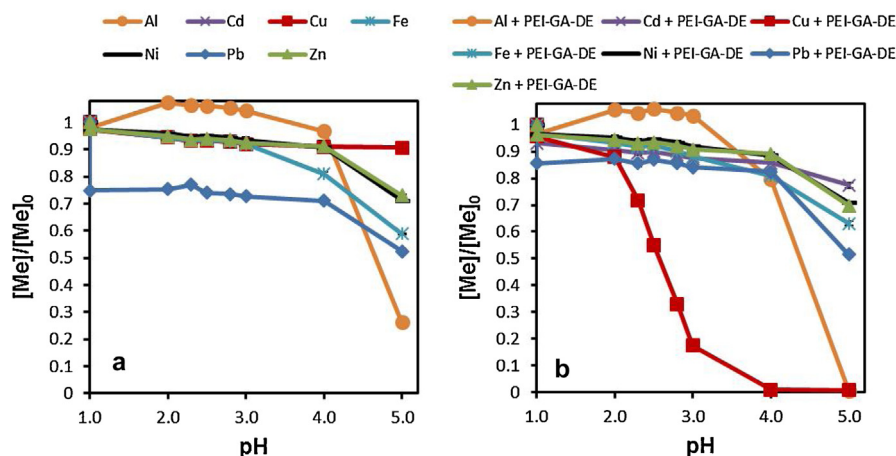 Al Cd Cu Fe
Ni Pb Zn
Al + PEI-GA-DE Cd + PEI-GA-DE Cu + PEI-GA-DE
Fe + PEI-GA-DE Ni + PEI-GA-DE Pb + PEI-GA-DE
Zn + PEI-GA-DE
[Me]/[Me]₀
1
0.9
0.8
0.7
0.6
0.5
0.4
0.3
0.2
0.1
0
a
1.0 2.0 3.0 4.0 5.0
pH
[Me]/[Me]₀
1
0.9
0.8
0.7
0.6
0.5
0.4
0.3
0.2
0.1
0
b
1.0 2.0 3.0 4.0 5.0
pH